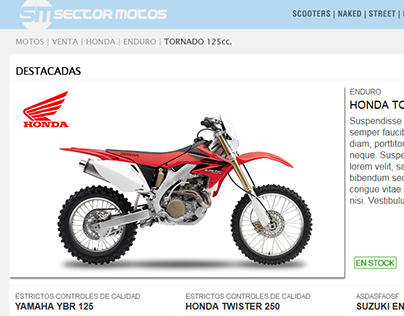 SM SECTOR MOTOS
SCOOTERS | NAKED | STREET |
MOTOS | VENTA | HONDA | ENDURO | TORNADO 125cc.
DESTACADAS
HONDA
ENDURO
HONDA TO
Suspendisse
semper faucib
diam, porttitor
neque. Suspe
lorem velit, sa
bibendum sed
congue vitae
nisi. Vestibulu
EN STOCK
ESTRICTOS CONTROLES DE CALIDAD
YAMAHA YBR 125
ESTRICTOS CONTROLES DE CALIDAD
HONDA TWISTER 250
ASDASFAOSF
SUZUKI EN